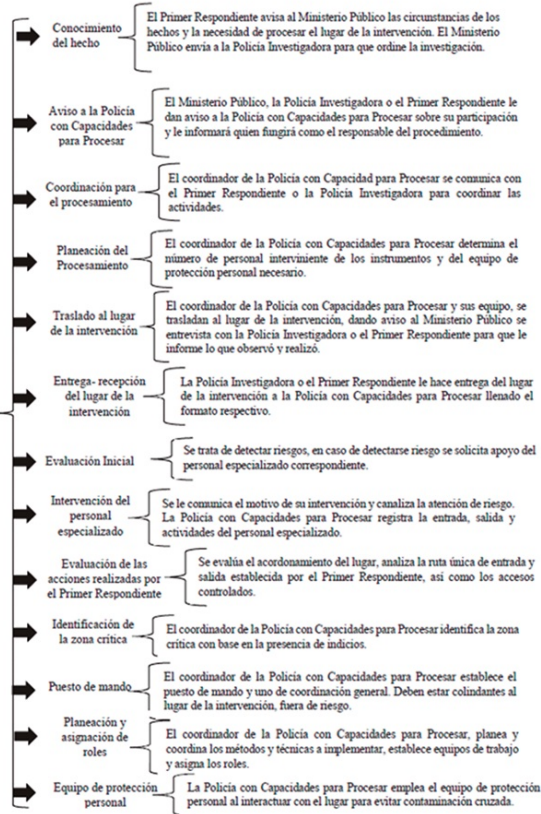 Conocimiento
del hecho
El Primer Respondiente avisa al Ministerio Público las circunstancias de los
hechos y la necesidad de procesar el lugar de la intervención. El Ministerio
Público envía a la Policía Investigadora para que ordine la investigación.
Aviso a la Policía
con Capacidades
para Procesar
El Ministerio Público, la Policía Investigadora o el Primer Respondiente le
dan aviso a la Policía con Capacidades para Procesar sobre su participación
y le informará quien fungirá como el responsable del procedimiento.
Coordinación para
el procesamiento
El coordinador de la Policía con Capacidad para Procesar se comunica con
el Primer Respondiente o la Policía Investigadora para coordinar las
actividades.
Planeación del
Procesamiento
El coordinador de la Policía con Capacidades para Procesar determina el
número de personal interviniente de los instrumentos y del equipo de
protección personal necesario.
Traslado al lugar
de la intervención
El coordinador de la Policía con Capacidades para Procesar y sus equipo, se
trasladan al lugar de la intervención, dando aviso al Ministerio Público se
entrevista con la Policía Investigadora o el Primer Respondiente para que le
informe lo que observó y realizó.
Entrega- recepción
del lugar de la
intervención
La Policía Investigadora o el Primer Respondiente le hace entrega del lugar
de la intervención a la Policía con Capacidades para Procesar llenado el
formato respectivo.
Evaluación Inicial
Se trata de detectar riesgos, en caso de detectarse riesgo se solicita apoyo del
personal especializado correspondiente.
Intervención del
personal
especializado
Se le comunica el motivo de su intervención y canaliza la atención de riesgo.
La Policía con Capacidades para Procesar registra la entrada, salida y
actividades del personal especializado.
Evaluación de las
acciones realizadas por
el Primer Respondiente
Se evalúa el acordonamiento del lugar, analiza la ruta única de entrada y
salida establecida por el Primer Respondiente, así como los accesos
controlados.
Identificación de
la zona crítica
El coordinador de la Policía con Capacidades para Procesar identifica la zona
crítica con base en la presencia de indicios.
Puesto de mando
El coordinador de la Policía con Capacidades para Procesar establece el
puesto de mando y uno de coordinación general. Deben estar colindantes al
lugar de la intervención, fuera de riesgo.
Planeación y
asignación de
roles
El coordinador de la Policía con Capacidades para Procesar, planea y
coordina los métodos y técnicas a implementar, establece equipos de trabajo
y asigna los roles.
Equipo de protección
personal
La Policía con Capacidades para Procesar emplea el equipo de protección
personal al interactuar con el lugar para evitar contaminación cruzada.